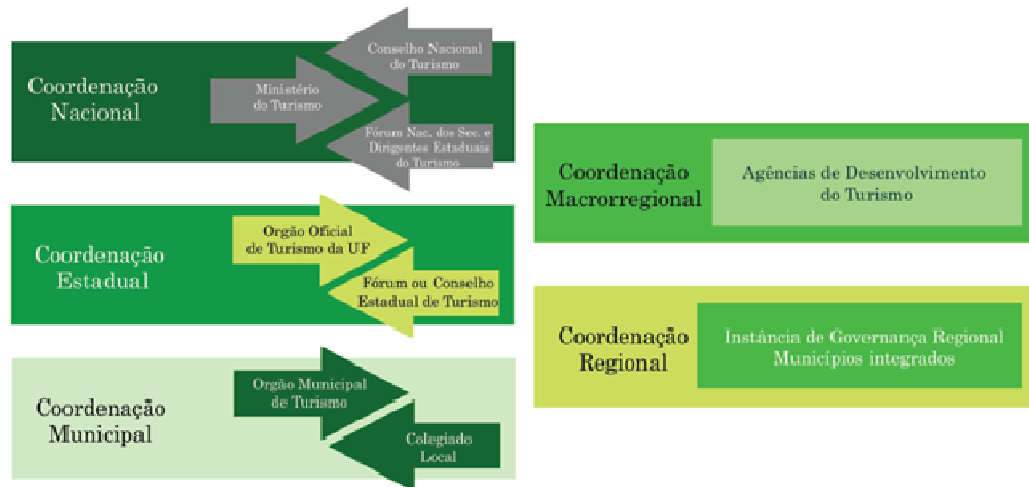 Coordenação
Nacional
Ministério
do Turismo
Conselho Nacional
do Turismo
Fórum Nac. dos Sec. e
Dirigentes Estaduais
do Turismo
Coordenação
Estadual
Orgão Oficial
de Turismo da UF
Fórum ou Conselho
Estadual de Turismo
Coordenação
Municipal
Orgão Municipal
de Turismo
Colegiado
Local
Coordenação
Macrorregional
Agências de Desenvolvimento
do Turismo
Coordenação
Regional
Instância de Governança Regional
Municípios integrados